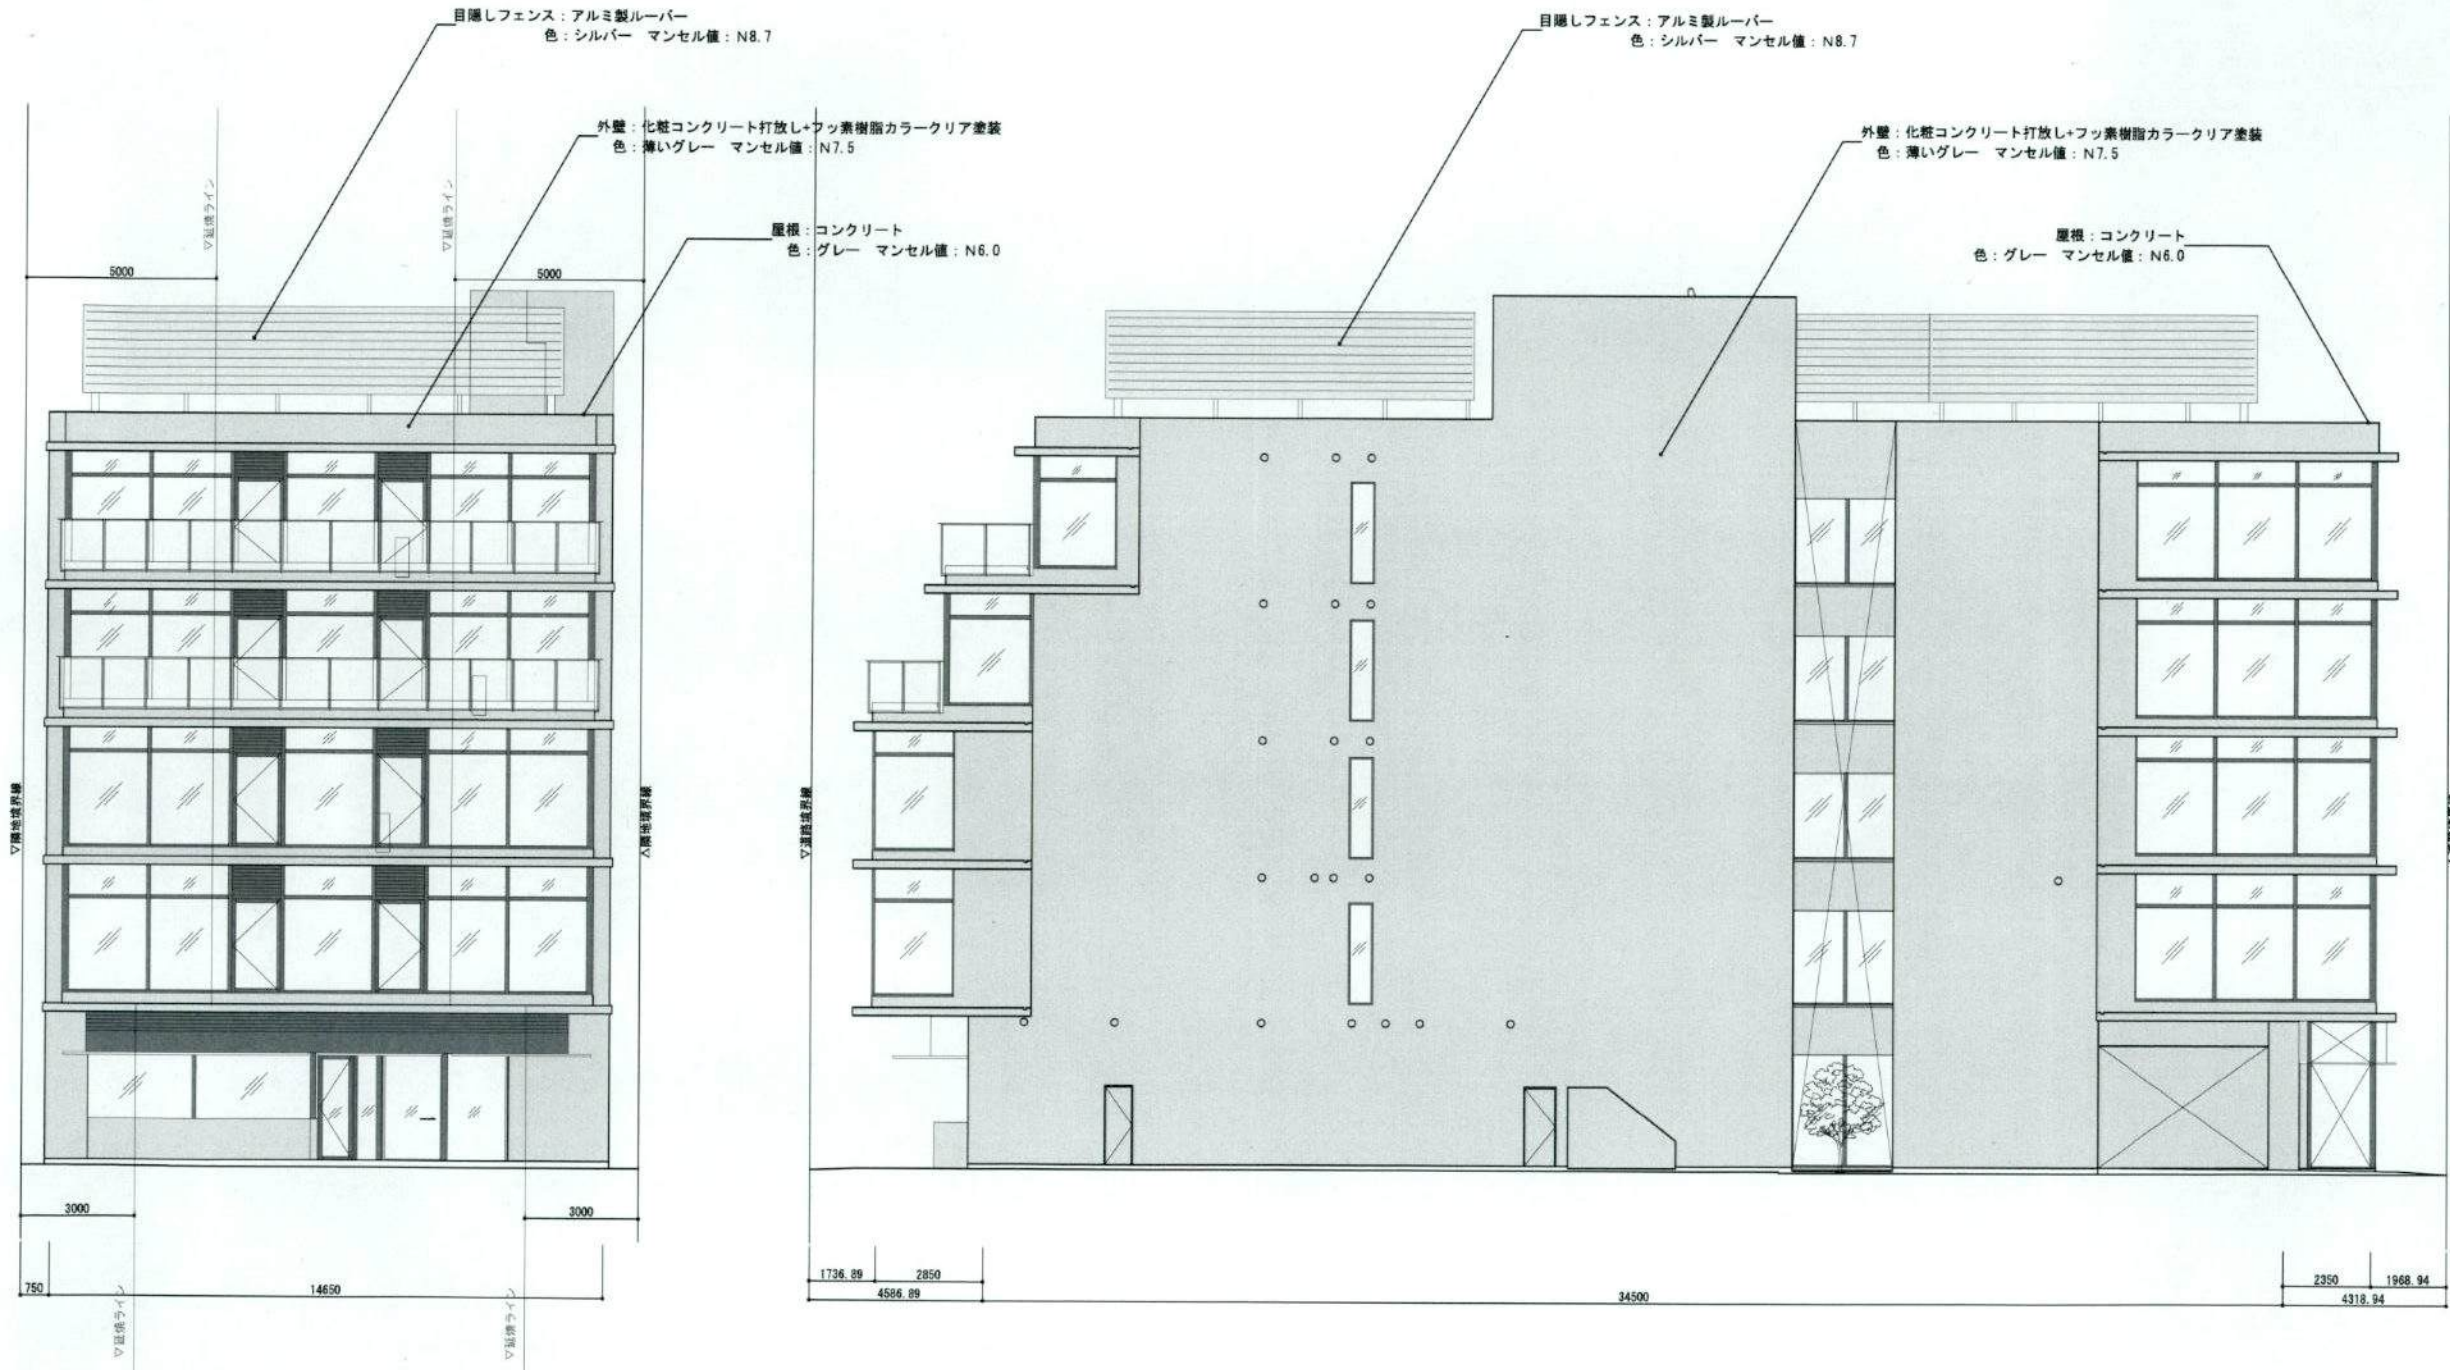 目隠しフェンス：アルミ製ルーバー
色：シルバー　マンセル値：N8.7
外壁：化粧コンクリート打放し+フッ素樹脂カラークリア塗装
色：薄いグレー　マンセル値：N7.5
屋根：コンクリート
色：グレー　マンセル値：N6.0
▽延焼ライン
▽延焼ライン
5000
5000
▽隣地境界線
△隣地境界線
3000
3000
750
14650
▽延焼ライン
▽延焼ライン
目隠しフェンス：アルミ製ルーバー
色：シルバー　マンセル値：N8.7
外壁：化粧コンクリート打放し+フッ素樹脂カラークリア塗装
色：薄いグレー　マンセル値：N7.5
屋根：コンクリート
色：グレー　マンセル値：N6.0
▽道路境界線
1736.89
2850
4586.89
34500
2350
1968.94
4318.94